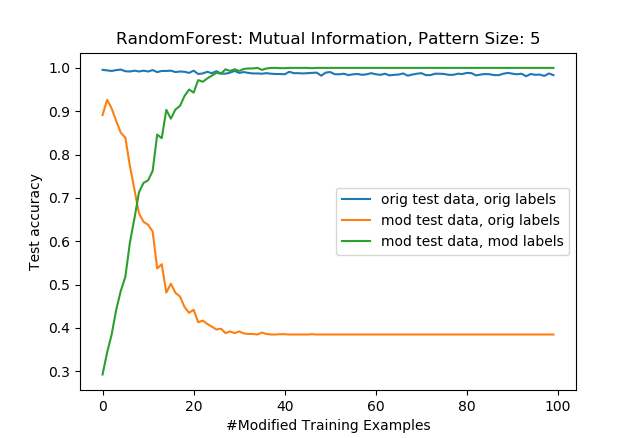 RandomForest: Mutual Information, Pattern Size: 5
1.0
0.9
0.8
0.7
0.6
0.5
0.4
0.3
Test accuracy
orig test data, orig labels
mod test data, orig labels
mod test data, mod labels
0 20 40 60 80 100
#Modified Training Examples